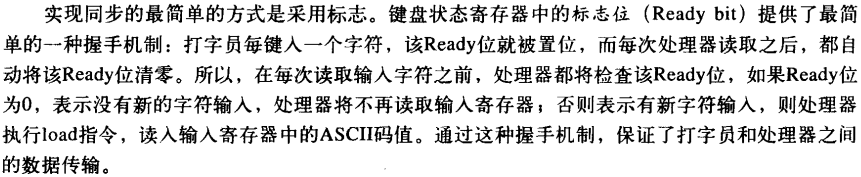 实现同步的最简单的方式是采用标志。键盘状态寄存器中的标志位（Ready bit）提供了最简
单的一种握手机制：打字员每键入一个字符，该Ready位就被置位，而每次处理器读取之后，都自
动将该Ready位清零。所以，在每次读取输入字符之前，处理器都将检查该Ready位，如果Ready位
为0，表示没有新的字符输入，处理器将不再读取输入寄存器；否则表示有新字符输入，则处理器
执行load指令，读入输入寄存器中的ASCII码值。通过这种握手机制，保证了打字员和处理器之间
的数据传输。